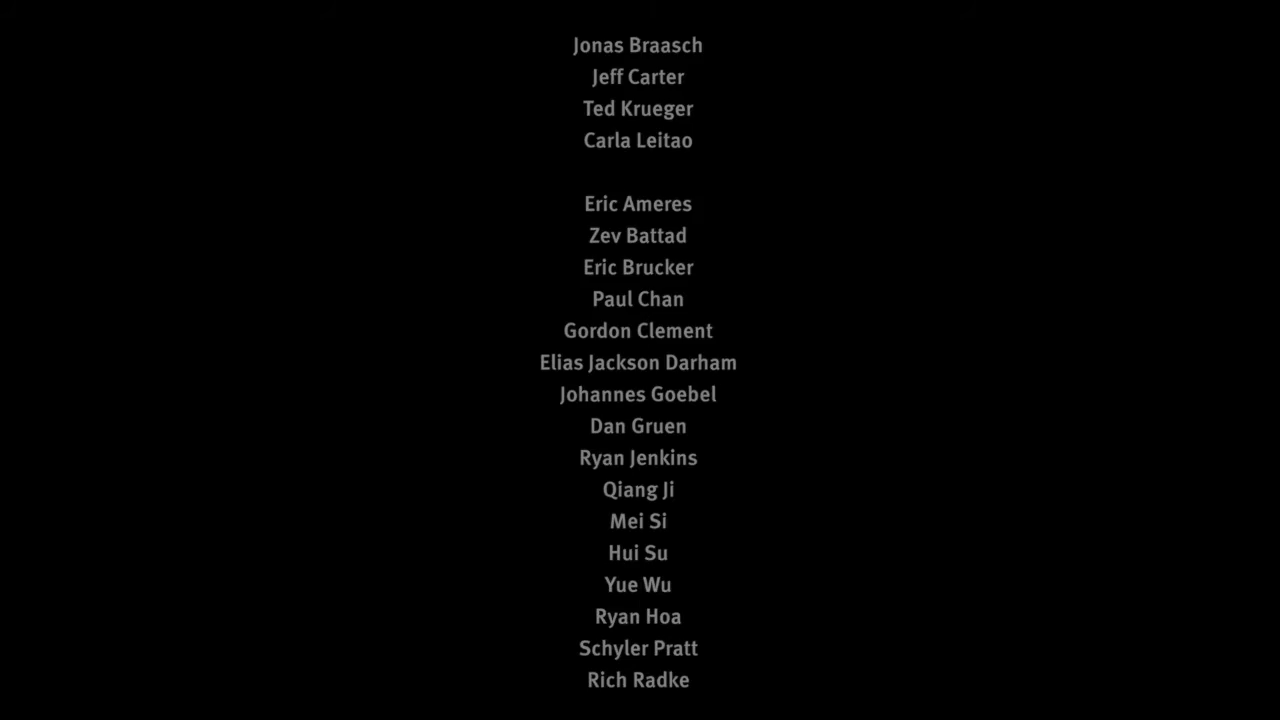 Jonas Braasch
Jeff Carter
Ted Krueger
Carla Leitao
Eric Ameres
Zev Battad
Eric Brucker
Paul Chan
Gordon Clement
Elias Jackson Darham
Johannes Goebel
Dan Gruen
Ryan Jenkins
Qiang Ji
Mei Si
Hui Su
Yue Wu
Ryan Hoa
Schyler Pratt
Rich Radke